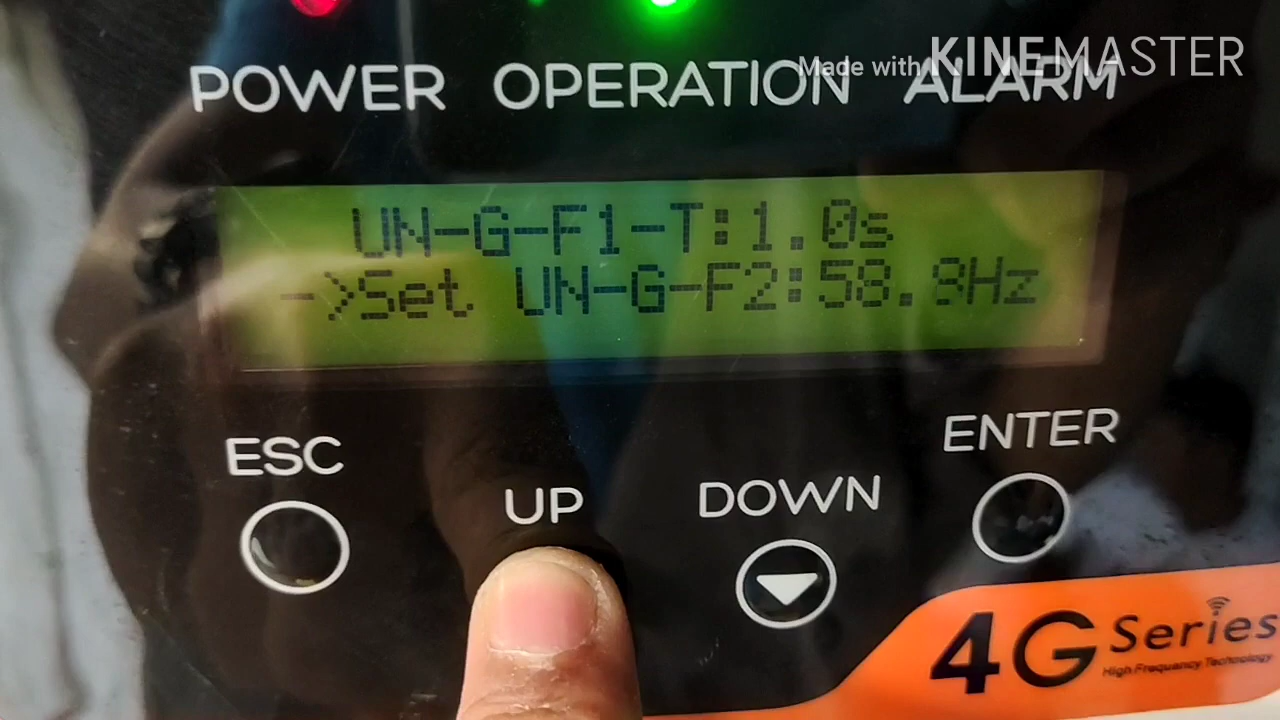 Made with KINEMASTER
POWER OPERATION ALARM
UN-G-F1-T:1.0s
->Set UN-G-F2:58.8Hz
ESC
UP
DOWN
ENTER
4G Series
High Frequency Technology